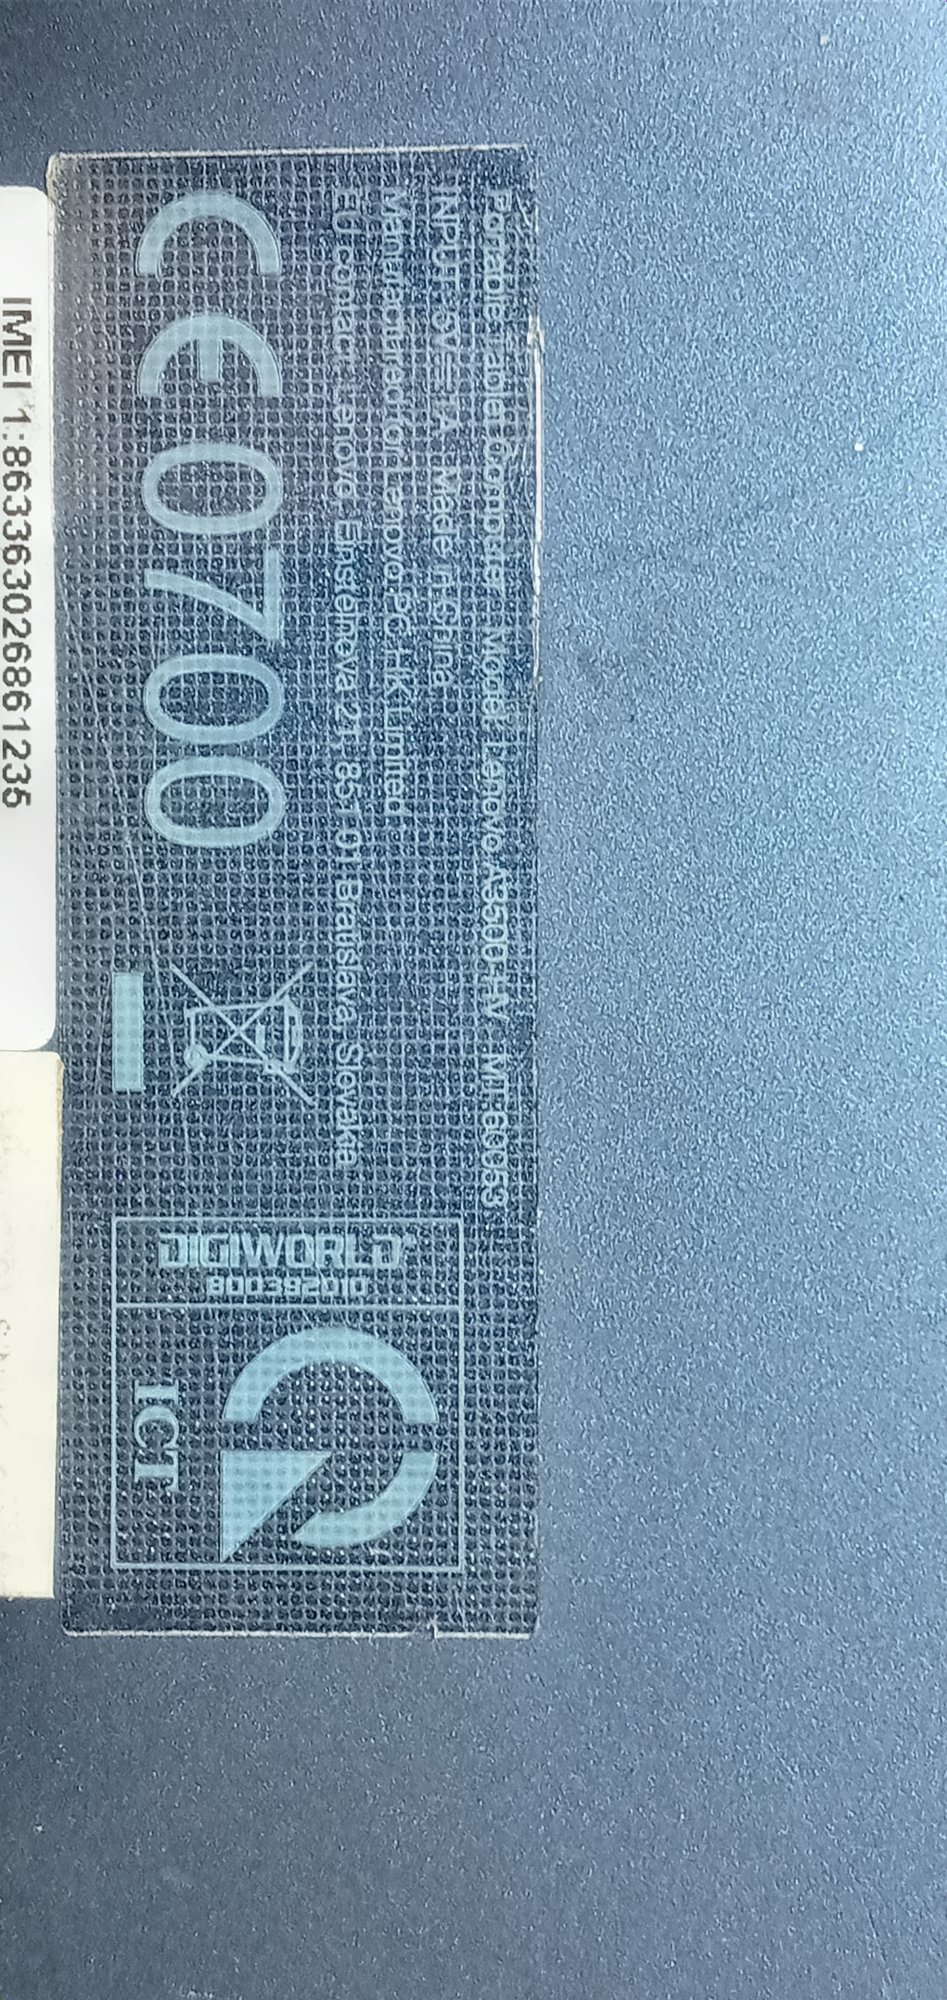 Portable Tablet Computer Model: Lenovo A3500-HV MT:60053
INPUT: 5V⎓1A Made in China
Manufactured for Lenovo PC HK Limited
EU contact: Lenovo, Einsteinova 21, 851 01 Bratislava, Slovakia
CE0700
DIGIWORLD
800392010
ICT
IMEI 1:863363026861235